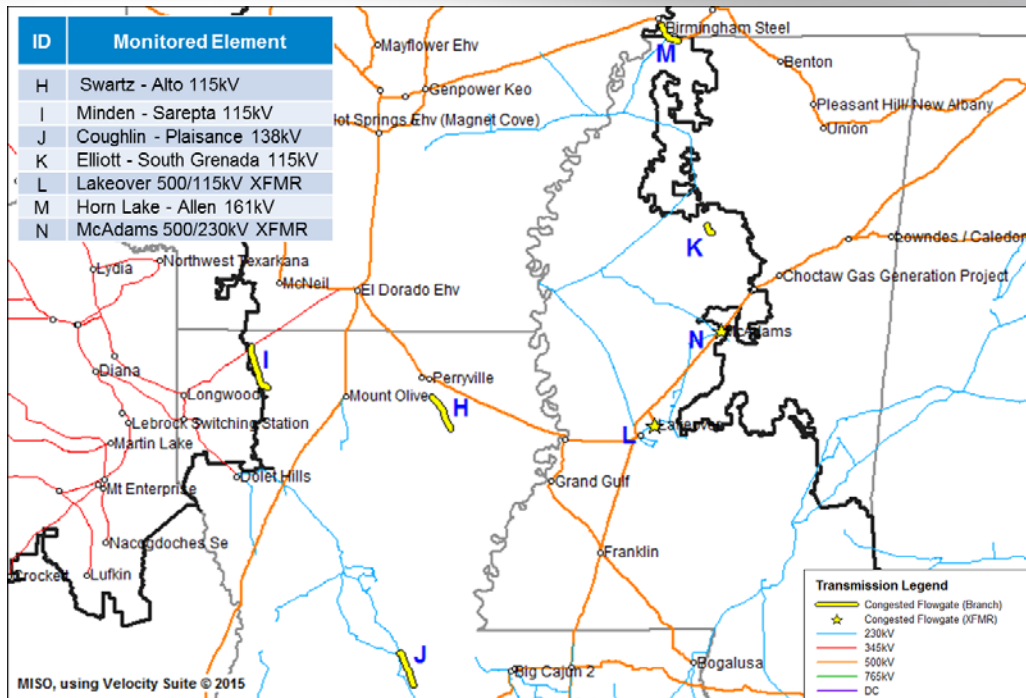 ID Monitored Element
H Swartz - Alto 115kV
I Minden - Sarepta 115kV
J Coughlin - Plaisance 138kV
K Elliott - South Grenada 115kV
L Lakeover 500/115kV XFMR
M Horn Lake - Allen 161kV
N McAdams 500/230kV XFMR
Birmingham Steel
M
Mayflower Ehv
Benton
Genpower Keo
Pleasant Hill/ New Albany
Hot Springs Ehv (Magnet Cove)
Union
K
Lowndes / Caledon
Northwest Texarkana
Lydia
McNeil
El Dorado Ehv
Choctaw Gas Generation Project
N
McAdams
I
Diana
Perryville
Longwood
Mount Olive
H
Lebrock Switching Station
L
Martin Lake
Dolet Hills
Grand Gulf
Mt Enterprise
Nacogdoches Se
Franklin
Crockett
Lufkin
J
Big Cajun 2
Bogalusa
Transmission Legend
Congested Flowgate (Branch)
Congested Flowgate (XFMR)
230kV
345kV
500kV
765kV
DC
MISO, using Velocity Suite © 2015